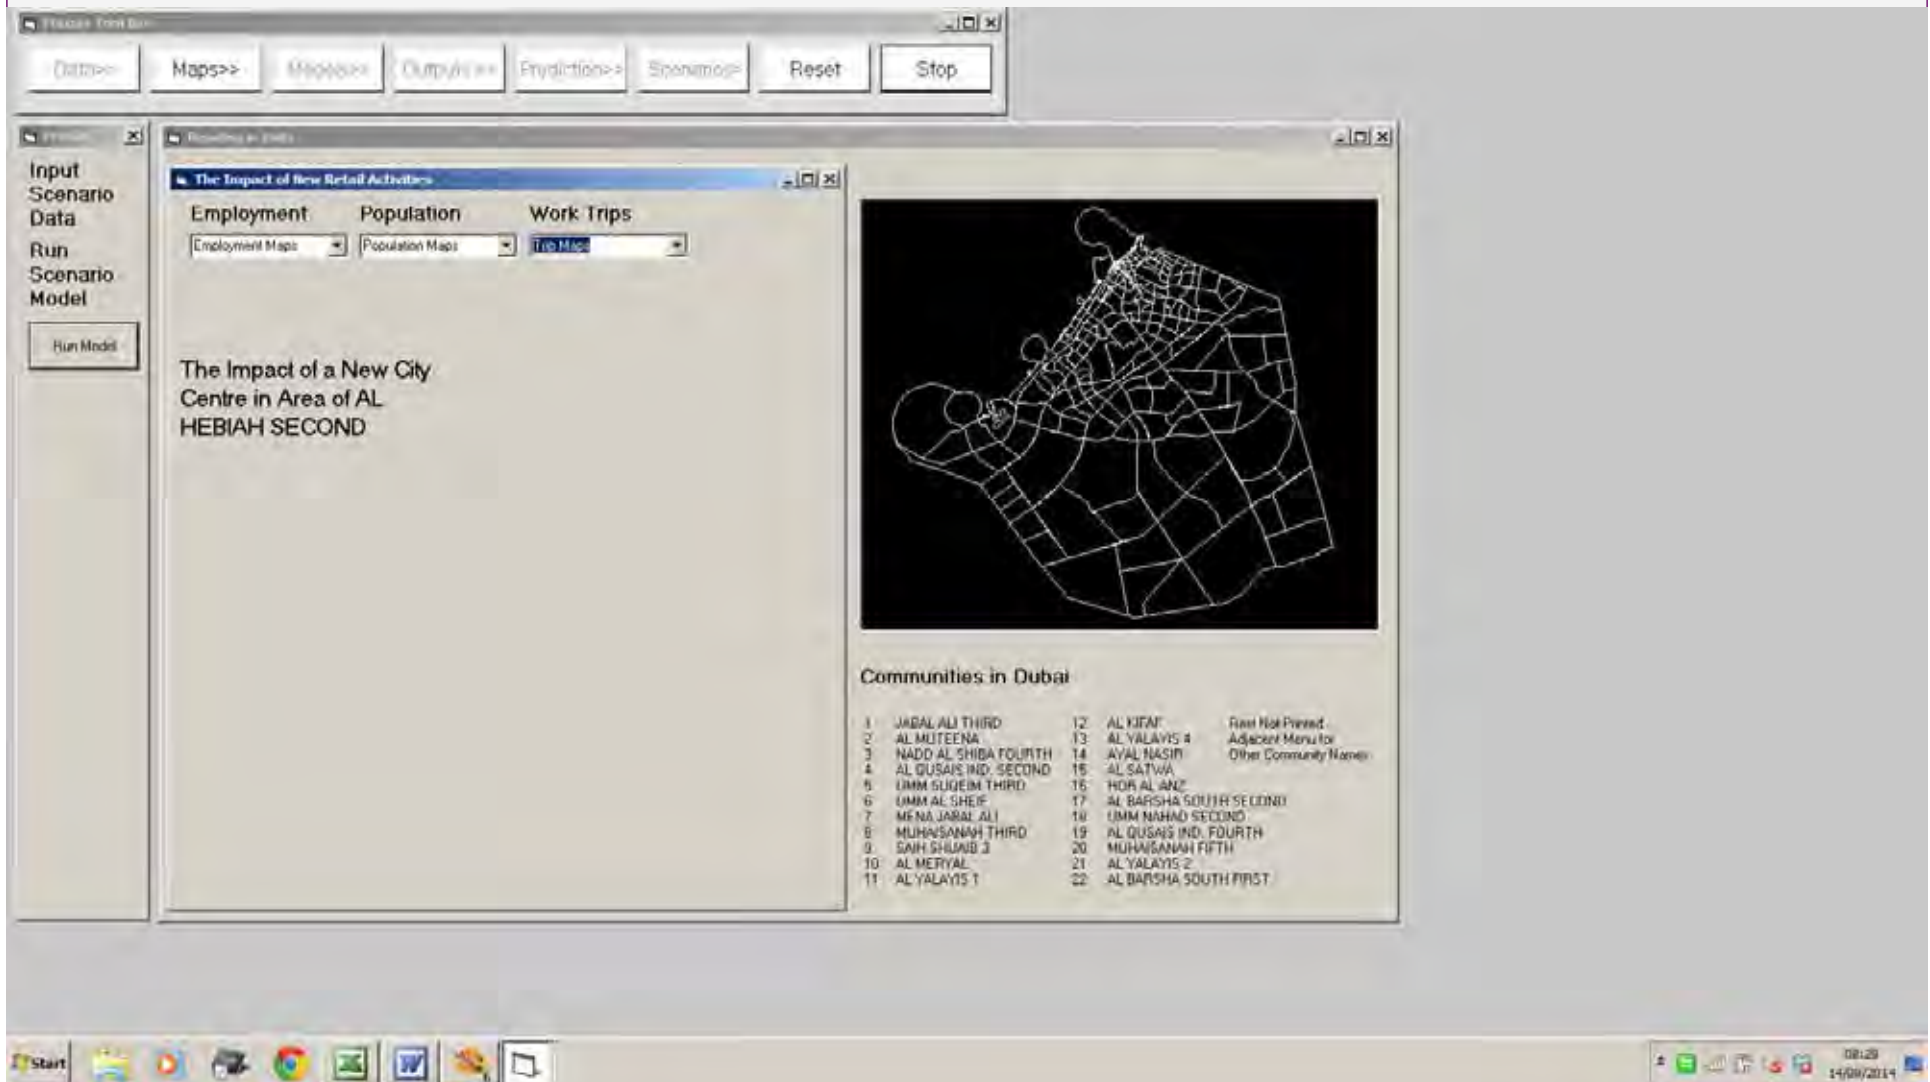 Maps>>
Reset
Stop
Input
Scenario
Data
Run
Scenario
Model
Run Model
The Impact of New Retail Activities
Employment Population Work Trips
Employment Maps Population Maps Trip Maps
The Impact of a New City
Centre in Area of AL
HEBIAH SECOND
Communities in Dubai
1 JABAL ALI THIRD
2 AL MUTEENA
3 NADD AL SHIBA FOURTH
4 AL QUSAIS IND. SECOND
5 UMM SUQEIM THIRD
6 UMM AL SHEIF
7 MENA JABAL ALI
8 MUHAISANAH THIRD
9 SAIH SHUAIB 3
10 AL MERYAL
11 AL YALAYIS 1
12 AL KIFAF
13 AL YALAYIS 4
14 AYAL NASIR
15 AL SATWA
16 HOR AL ANZ
17 AL BARSHA SOUTH SECOND
18 UMM NAHAD SECOND
19 AL QUSAIS IND. FOURTH
20 MUHAISANAH FIFTH
21 AL YALAYIS 2
22 AL BARSHA SOUTH FIRST
Rest Not Printed
Adjacent Menu for
Other Community Names
Start
08:29
14/09/2014